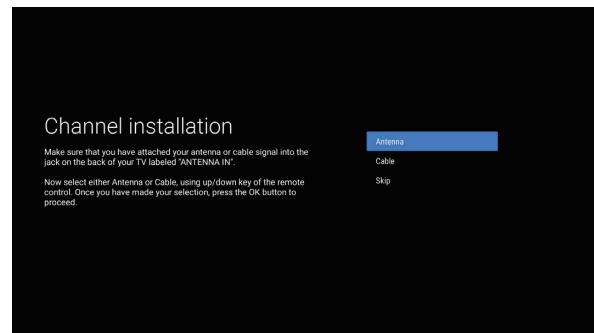 Channel installation
Make sure that you have attached your antenna or cable signal into the
jack on the back of your TV labeled "ANTENNA IN".
Now select either Antenna or Cable, using up/down key of the remote
control. Once you have made your selection, press the OK button to
proceed.
Antenna
Cable
Skip